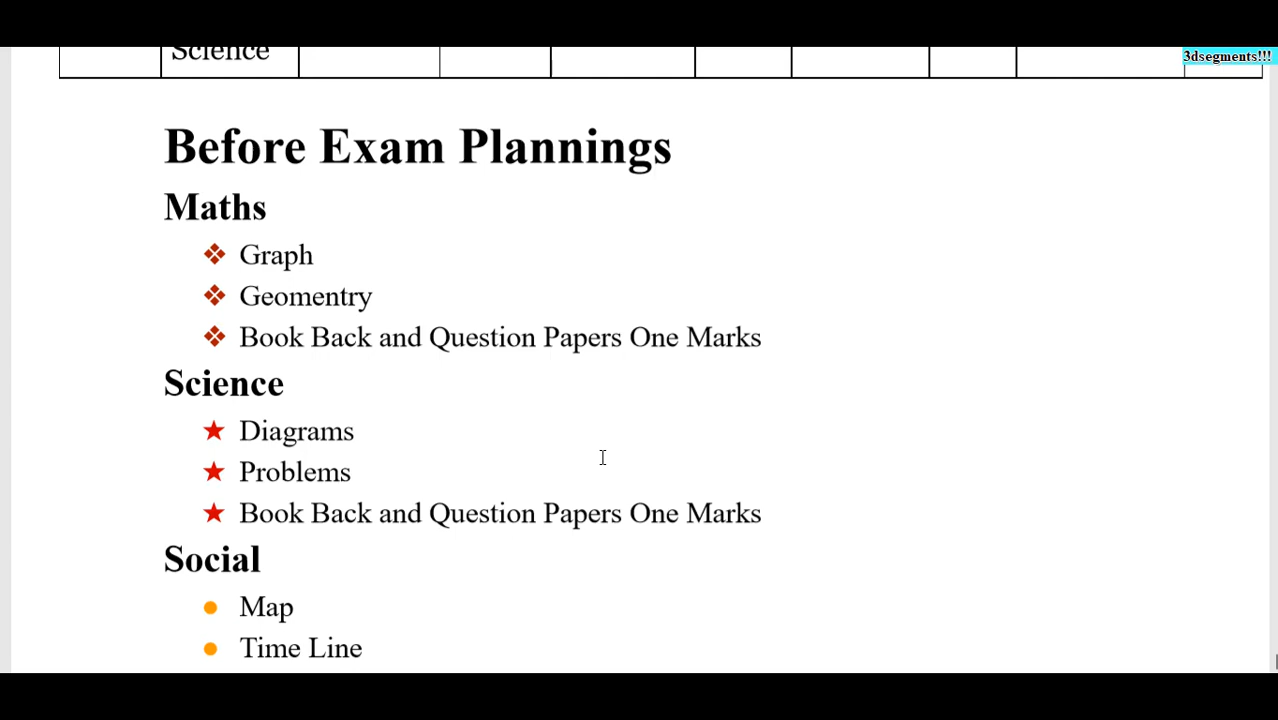 Science
3dsegments!!!
Before Exam Plannings
Maths
Graph
Geomentry
Book Back and Question Papers One Marks
Science
Diagrams
Problems
Book Back and Question Papers One Marks
Social
Map
Time Line